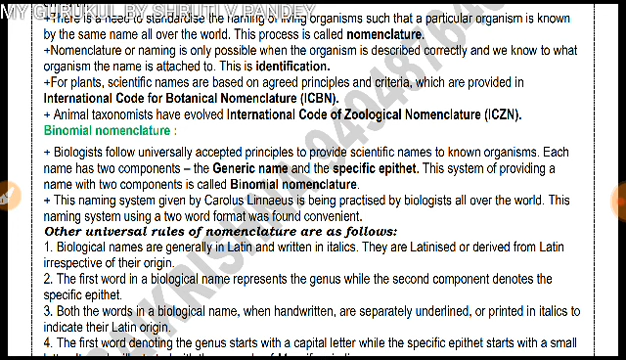 MY GURUKUL BY SHRUTI V PANDEY
+There is a need to standardise the naming of living organisms such that a particular organism is known
by the same name all over the world. This process is called nomenclature.
+Nomenclature or naming is only possible when the organism is described correctly and we know to what
organism the name is attached to. This is identification.
+For plants, scientific names are based on agreed principles and criteria, which are provided in
International Code for Botanical Nomenclature (ICBN).
+ Animal taxonomists have evolved International Code of Zoological Nomenclature (ICZN).
Binomial nomenclature :
+ Biologists follow universally accepted principles to provide scientific names to known organisms. Each
name has two components – the Generic name and the specific epithet. This system of providing a
name with two components is called Binomial nomenclature.
+ This naming system given by Carolus Linnaeus is being practised by biologists all over the world. This
naming system using a two word format was found convenient.
Other universal rules of nomenclature are as follows:
1. Biological names are generally in Latin and written in italics. They are Latinised or derived from Latin
irrespective of their origin.
2. The first word in a biological name represents the genus while the second component denotes the
specific epithet.
3. Both the words in a biological name, when handwritten, are separately underlined, or printed in italics to
indicate their Latin origin.
4. The first word denoting the genus starts with a capital letter while the specific epithet starts with a small